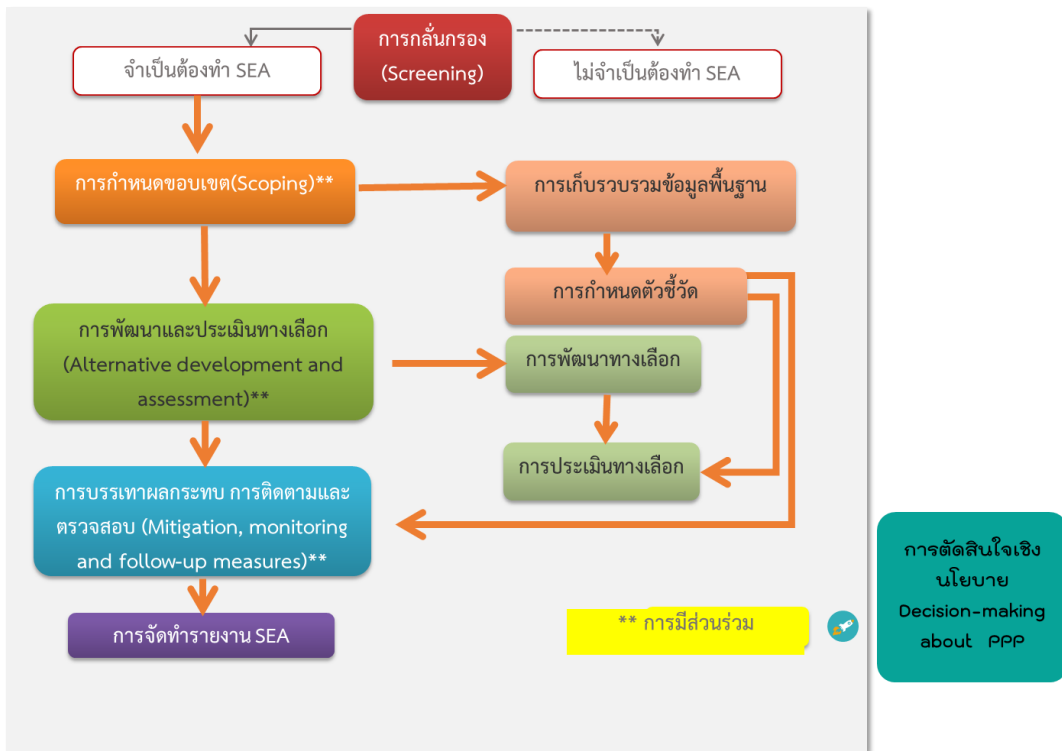 การกลั่นกรอง
(Screening)
จำเป็นต้องทำ SEA
ไม่จำเป็นต้องทำ SEA
การกำหนดขอบเขต(Scoping)**
การเก็บรวบรวมข้อมูลพื้นฐาน
การกำหนดตัวชี้วัด
การพัฒนาและประเมินทางเลือก
(Alternative development and
assessment)**
การพัฒนาทางเลือก
การประเมินทางเลือก
การบรรเทาผลกระทบ การติดตามและ
ตรวจสอบ (Mitigation, monitoring
and follow-up measures)**
การจัดทำรายงาน SEA
** การมีส่วนร่วม
การตัดสินใจเชิง
นโยบาย
Decision-making
about PPP